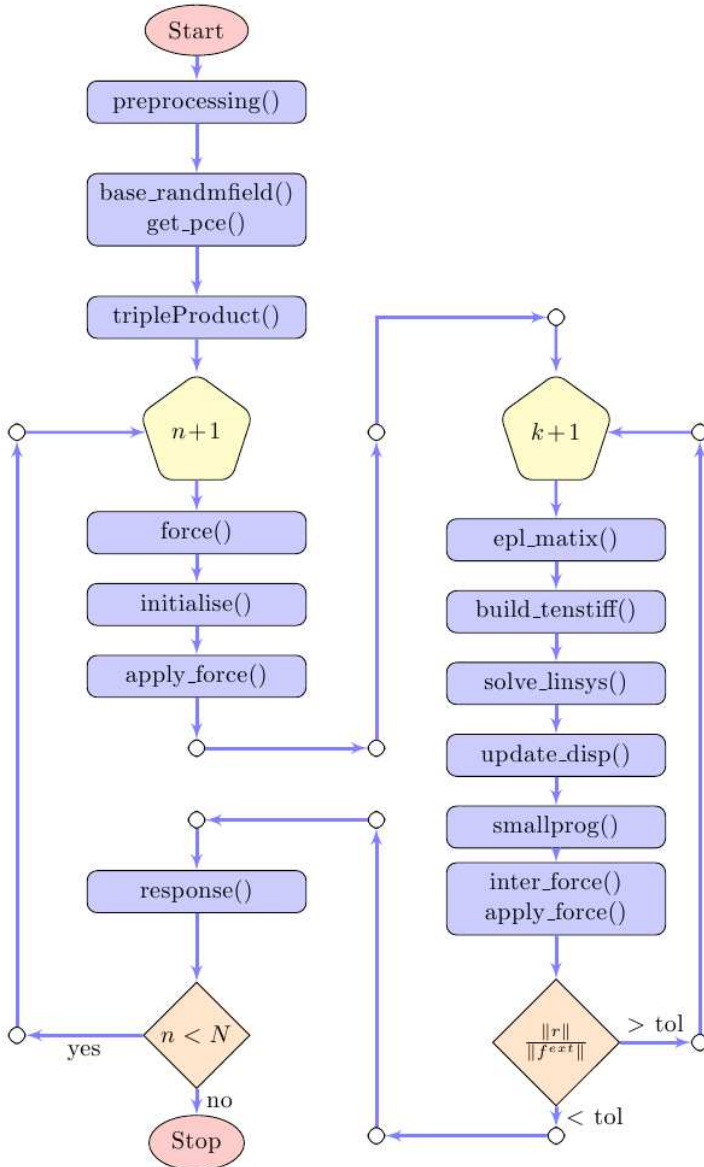 Start
preprocessing()
base_randmfield()
get_pce()
tripleProduct()
n+1
force()
initialise()
apply_force()
k+1
epl_matix()
build_tenstiff()
solve_linsys()
update_disp()
smallprog()
inter_force()
apply_force()
‖r‖
‖f^{ext}‖
> tol
< tol
response()
n < N
yes
no
Stop